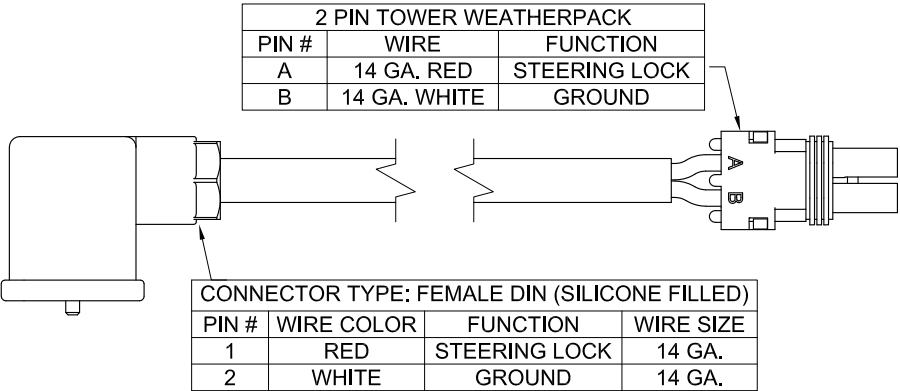 2 PIN TOWER WEATHERPACK
PIN # WIRE FUNCTION
A 14 GA. RED STEERING LOCK
B 14 GA. WHITE GROUND
A
B
CONNECTOR TYPE: FEMALE DIN (SILICONE FILLED)
PIN # WIRE COLOR FUNCTION WIRE SIZE
1 RED STEERING LOCK 14 GA.
2 WHITE GROUND 14 GA.